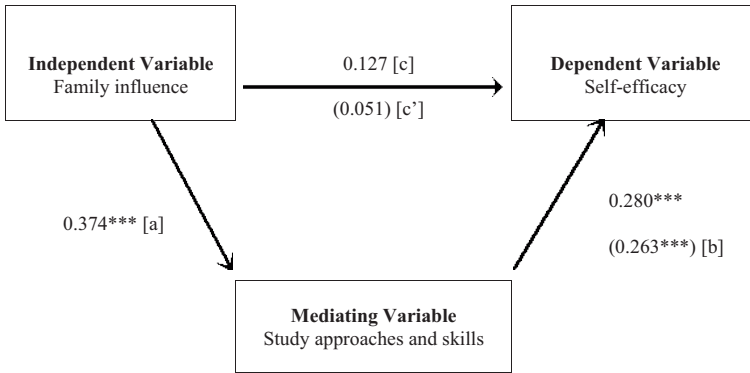 Independent Variable
Family influence
0.127 [c]
(0.051) [c’]
Dependent Variable
Self-efficacy
0.374*** [a]
0.280***
(0.263***) [b]
Mediating Variable
Study approaches and skills